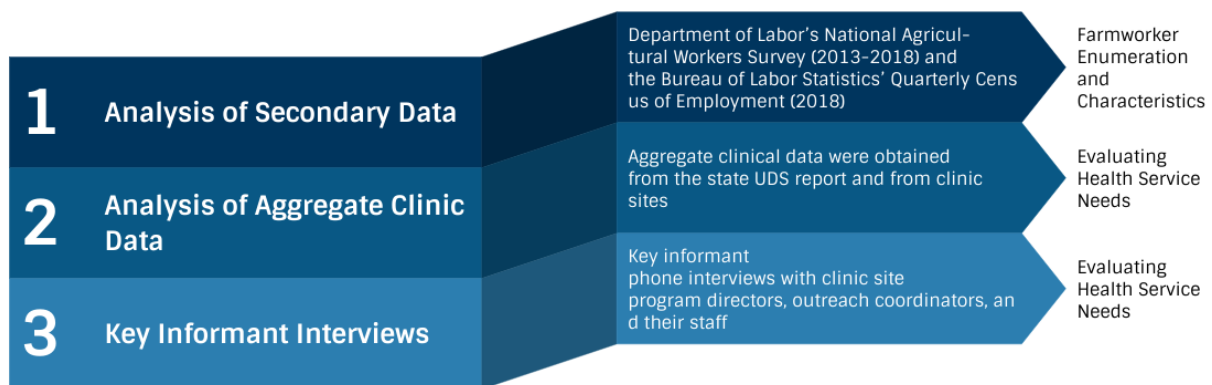 1
Analysis of Secondary Data
Department of Labor's National Agricul-
tural Workers Survey (2013-2018) and
the Bureau of Labor Statistics' Quarterly Cens
us of Employment (2018)
Farmworker
Enumeration
and
Characteristics
2
Analysis of Aggregate Clinic
Data
Aggregate clinical data were obtained
from the state UDS report and from clinic
sites
Evaluating
Health Service
Needs
3
Key Informant Interviews
Key informant
phone interviews with clinic site
program directors, outreach coordinators, an
d their staff
Evaluating
Health Service
Needs